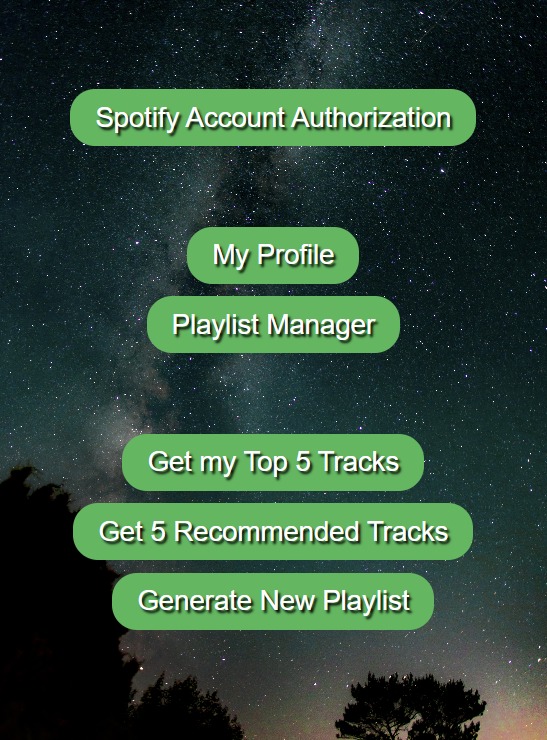 Spotify Account Authorization
My Profile
Playlist Manager
Get my Top 5 Tracks
Get 5 Recommended Tracks
Generate New Playlist